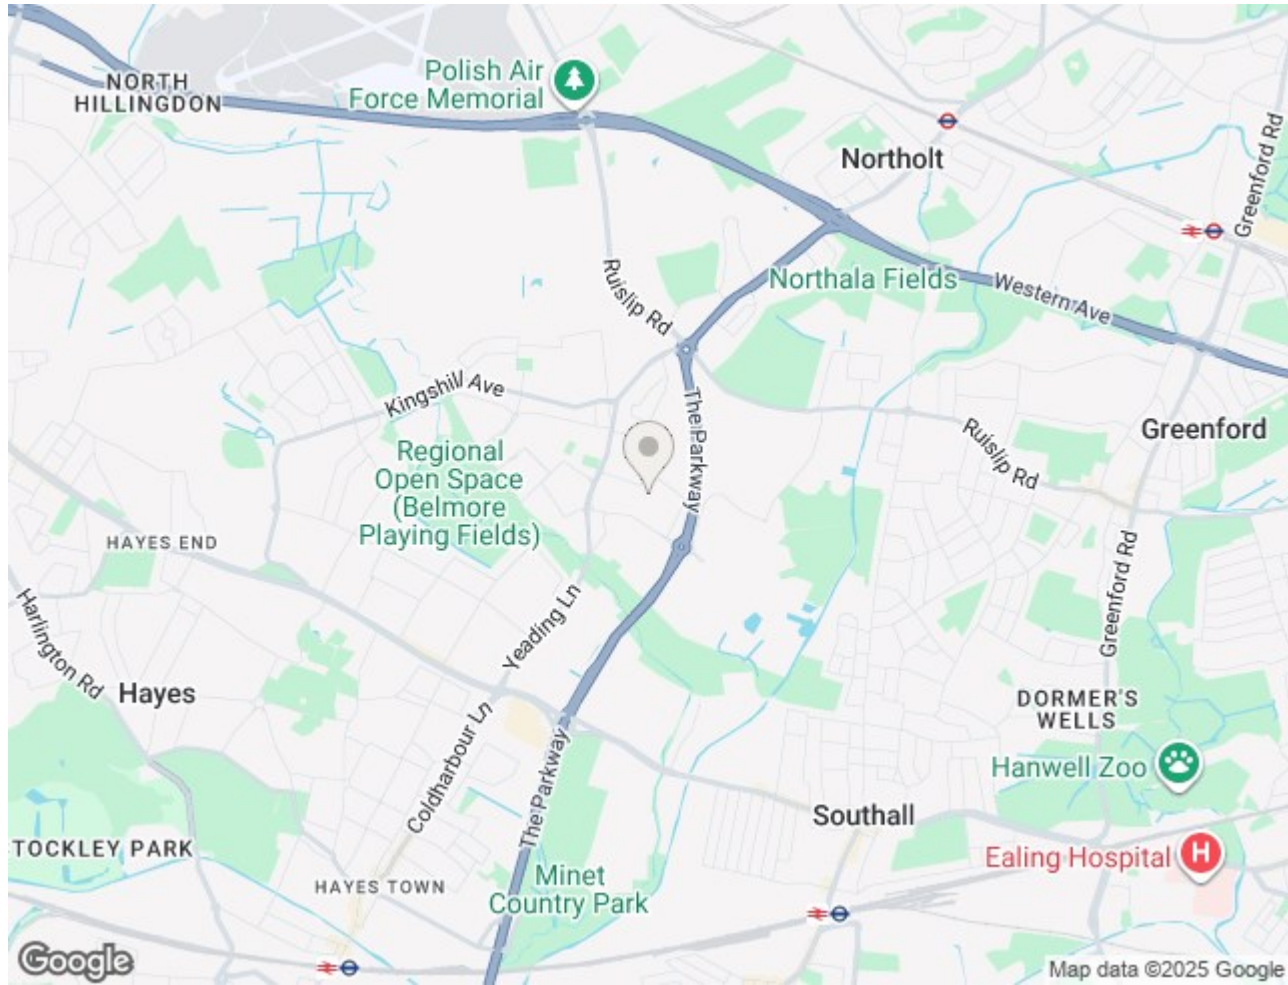 Polish Air
Force Memorial
NORTH
HILLINGDON
Northolt
Greenford Rd
Ruislip Rd
Northala Fields
Western Ave
Kingshill Ave
The Parkway
Greenford
Ruislip Rd
Regional
Open Space
(Belmore
Playing Fields)
HAYES END
Harlington Rd
Yeading Ln
Greenford Rd
Hayes
DORMER'S
WELLS
Coldharbour Ln
The Parkway
Hanwell Zoo
Southall
TOCKLEY PARK
Ealing Hospital
H
HAYES TOWN
Minet
Country Park
Google
Map data ©2025 Google